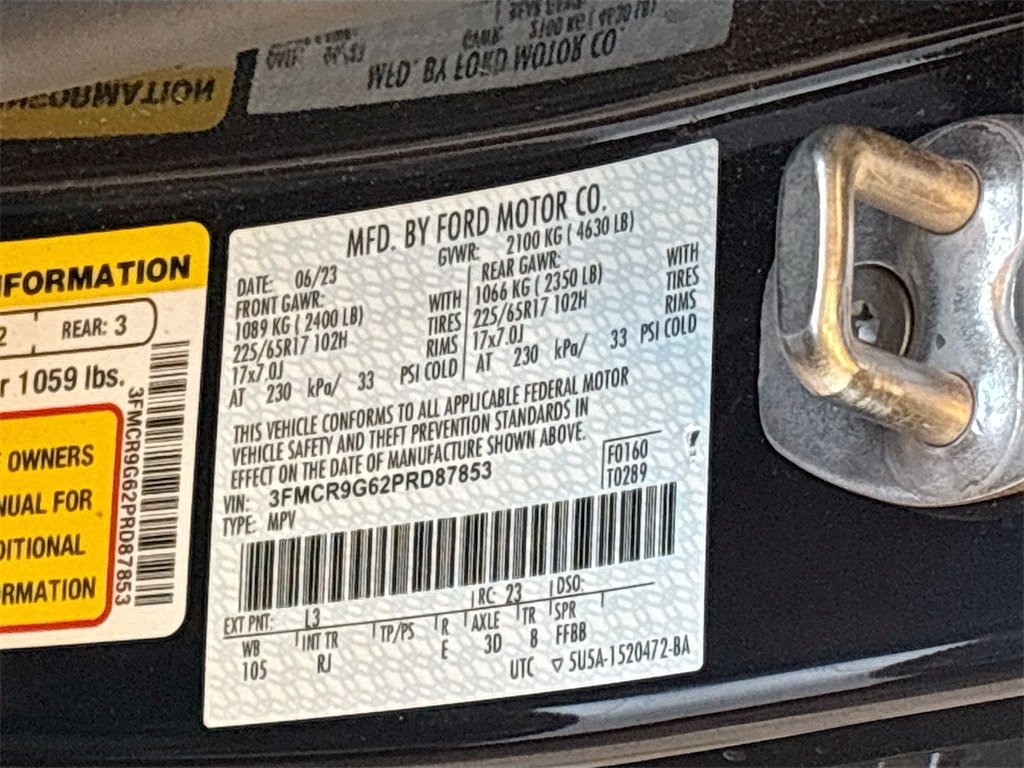 MFD. BY FORD MOTOR CO.
INFORMATION
2 REAR: 3
r 1059 lbs.
OWNERS
NUAL FOR
DITIONAL
RMATION
3FMCR9G62PRD87853
MFD. BY FORD MOTOR CO.
DATE: 06/23 GVWR: 2100 KG ( 4630 LB)
FRONT GAWR: WITH REAR GAWR: WITH
1089 KG ( 2400 LB) TIRES 1066 KG ( 2350 LB) TIRES
225/65R17 102H RIMS 225/65R17 102H RIMS
17x7.0J 17x7.0J
AT 230 kPa/ 33 PSI COLD AT 230 kPa/ 33 PSI COLD
THIS VEHICLE CONFORMS TO ALL APPLICABLE FEDERAL MOTOR
VEHICLE SAFETY AND THEFT PREVENTION STANDARDS IN
EFFECT ON THE DATE OF MANUFACTURE SHOWN ABOVE.
VIN: 3FMCR9G62PRD87853
TYPE: MPV
F0160
T0289
EXT PNT: L3 RC: 23 DSO:
WB INT TR TP/PS R AXLE TR SPR
105 RJ E 3D 8 FFBB
UTC ▽ 5U5A-1520472-BA